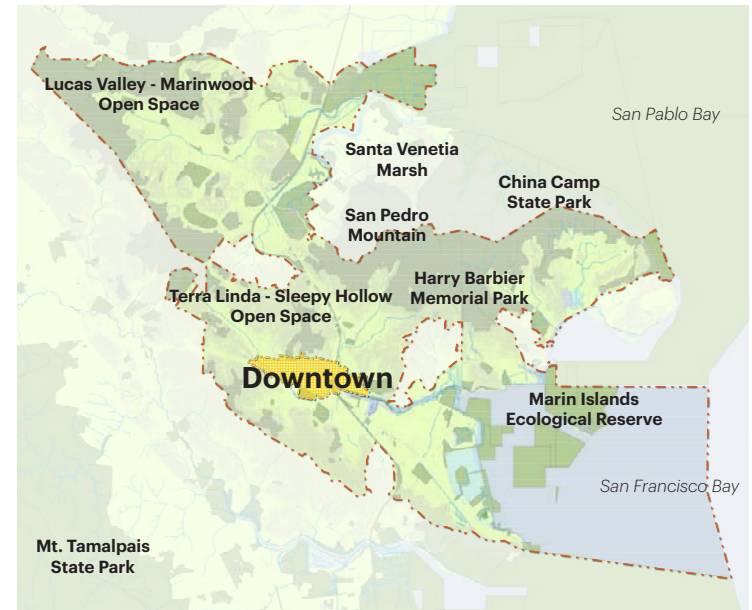 Lucas Valley - Marinwood
Open Space
San Pablo Bay
Santa Venetia
Marsh
China Camp
State Park
San Pedro
Mountain
Harry Barbier
Memorial Park
Terra Linda - Sleepy Hollow
Open Space
Downtown
Marin Islands
Ecological Reserve
San Francisco Bay
Mt. Tamalpais
State Park